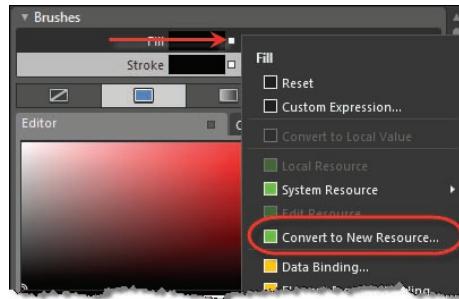 Brushes
Fill
Stroke
Editor
Fill
Reset
Custom Expression...
Convert to Local Value
Local Resource
System Resource
Edit Resource
Convert to New Resource...
Data Binding...